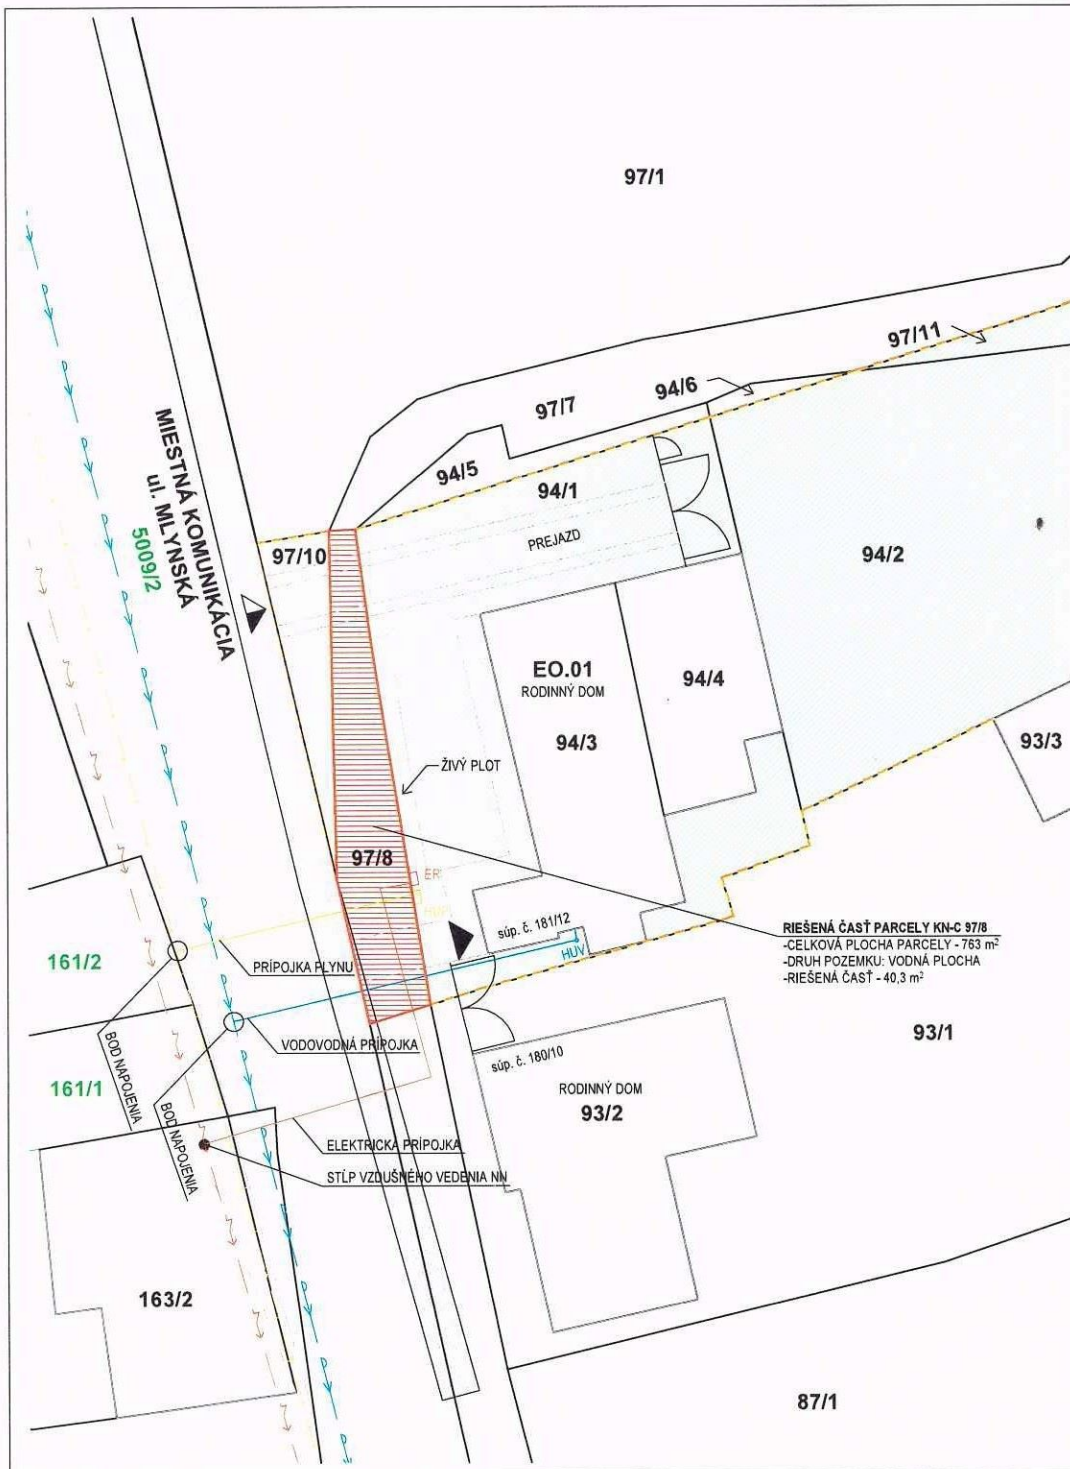 97/1
97/11
94/6
97/7
94/5
94/1
MIESTNÁ KOMUNIKÁCIA
ul. MLYNSKÁ
5009/2
97/10
PREJAZD
94/2
EO.01
RODINNÝ DOM
94/3
94/4
93/3
ŽIVÝ PLOT
97/8
ER
súp. č. 181/12
HUV
RIEŠENÁ ČASŤ PARCELY KN-C 97/8
-CELKOVÁ PLOCHA PARCELY - 763 m²
-DRUH POZEMKU: VODNÁ PLOCHA
-RIEŠENÁ ČASŤ - 40,3 m²
161/2
PRÍPOJKA PLYNU
93/1
BOD NAPOJENIA
VODOVODNÁ PRÍPOJKA
súp. č. 180/10
161/1
RODINNÝ DOM
93/2
BOD NAPOJENIA
ELEKTRICKÁ PRÍPOJKA
STĹP VZDUŠNÉHO VEDENIA NN
163/2
87/1